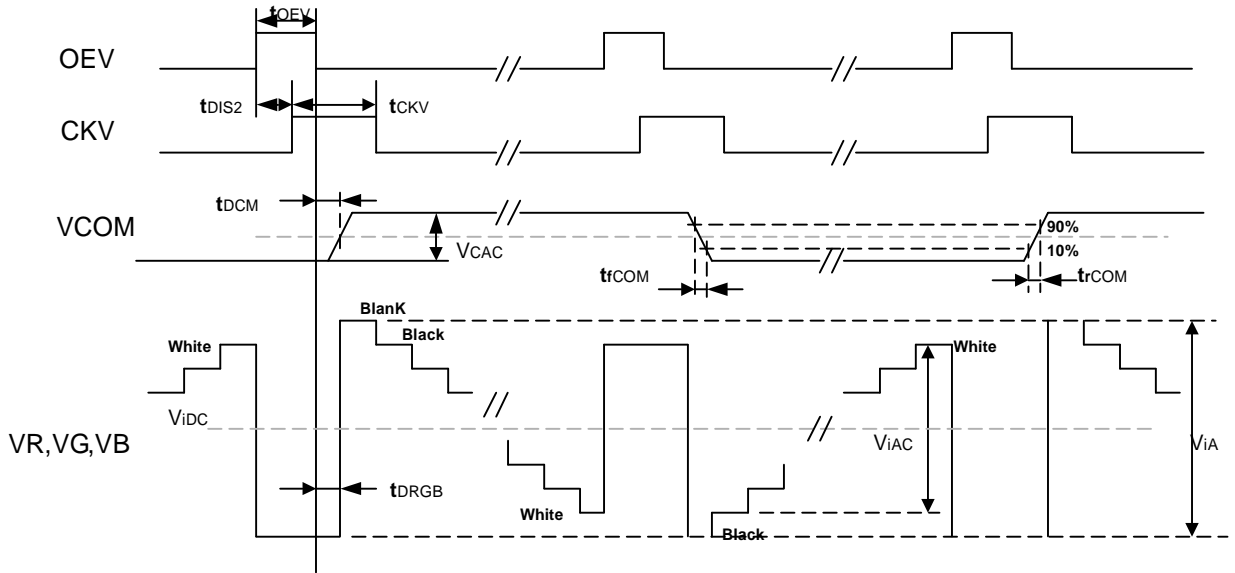 tOEV
OEV
tDIS2
tCKV
CKV
tDCM
VCOM
VCAC
90%
10%
tfCOM
trCOM
BlanK
White
Black
White
ViDC
VR,VG,VB
ViAC
ViA
tDRGB
White
Black